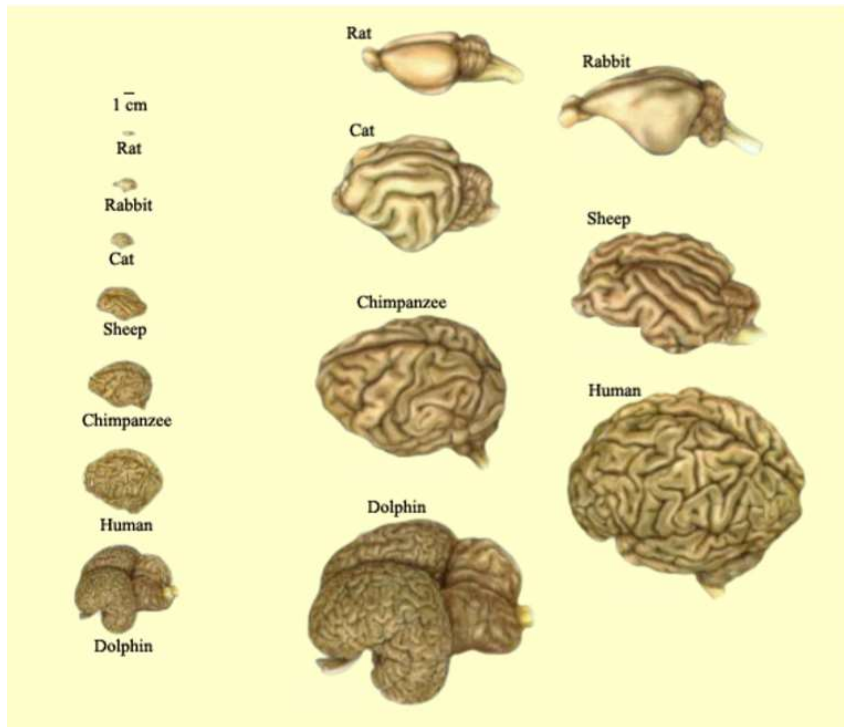 1 cm
Rat
Rabbit
Cat
Sheep
Chimpanzee
Human
Dolphin
Rat
Rabbit
Cat
Sheep
Chimpanzee
Human
Dolphin